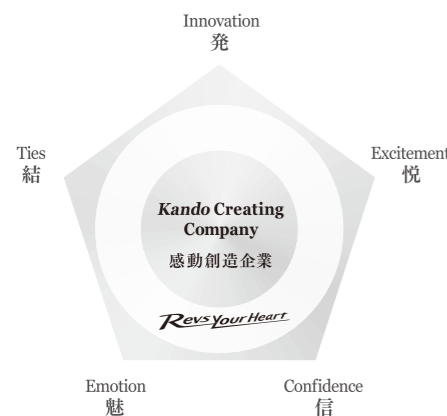 Innovation
発
Ties
結
Excitement
悦
Kando Creating
Company
感動創造企業
Revs Your Heart
Emotion
魅
Confidence
信